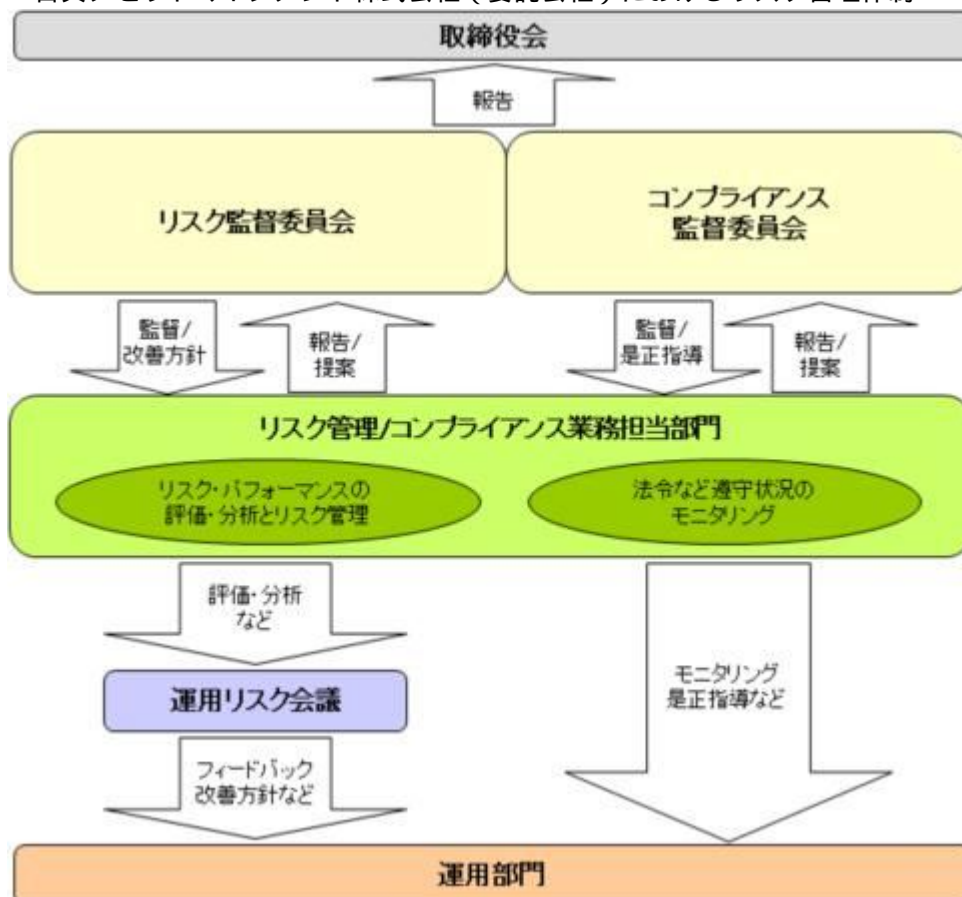 取締役会
報告
リスク監督委員会
コンプライアンス
監督委員会
監督/
改善方針
報告/
提案
監督/
是正指導
報告/
提案
リスク管理/コンプライアンス業務担当部門
リスク・パフォーマンスの
評価・分析とリスク管理
法令など遵守状況の
モニタリング
評価・分析
など
運用リスク会議
モニタリング
是正指導など
フィードバック
改善方針など
運用部門